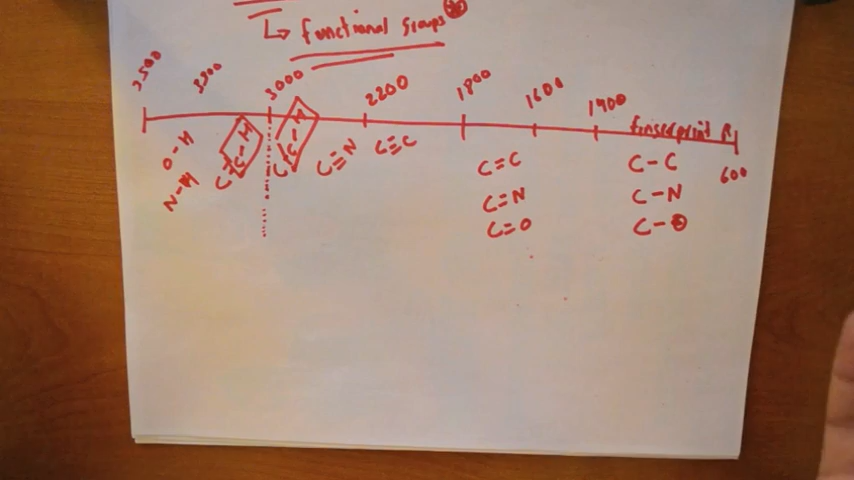 ↳ functional groups
3500 3300 3000 2200 1800 1600 1400 fingerprint R
600
O-H C=C-H C-C-H C≡N C≡C C=C C-C
N-H C=N C-N
C=O C-O